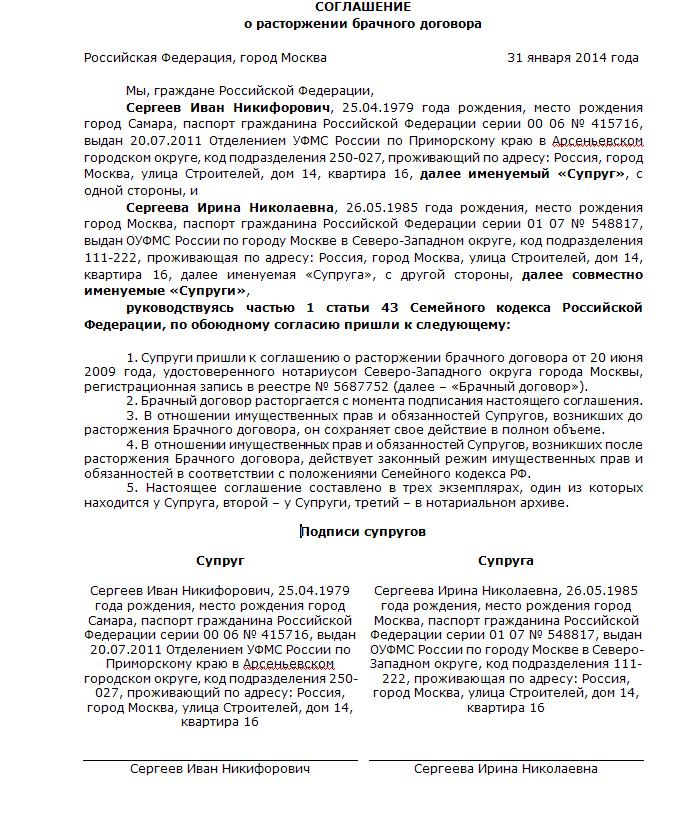 СОГЛАШЕНИЕ
о расторжении брачного договора
Российская Федерация, город Москва 31 января 2014 года
Мы, граждане Российской Федерации,
Сергеев Иван Никифорович, 25.04.1979 года рождения, место рождения
город Самара, паспорт гражданина Российской Федерации серии 00 06 № 415716,
выдан 20.07.2011 Отделением УФМС России по Приморскому краю в Арсеньевском
городском округе, код подразделения 250-027, проживающий по адресу: Россия, город
Москва, улица Строителей, дом 14, квартира 16, далее именуемый «Супруг», с
одной стороны, и
Сергеева Ирина Николаевна, 26.05.1985 года рождения, место рождения
город Москва, паспорт гражданина Российской Федерации серии 01 07 № 548817,
выдан ОУФМС России по городу Москве в Северо-Западном округе, код подразделения
111-222, проживающая по адресу: Россия, город Москва, улица Строителей, дом 14,
квартира 16, далее именуемая «Супруга», с другой стороны, далее совместно
именуемые «Супруги»,
руководствуясь частью 1 статьи 43 Семейного кодекса Российской
Федерации, по обоюдному согласию пришли к следующему:
1. Супруги пришли к соглашению о расторжении брачного договора от 20 июня
2009 года, удостоверенного нотариусом Северо-Западного округа города Москвы,
регистрационная запись в реестре № 5687752 (далее – «Брачный договор»).
2. Брачный договор расторгается с момента подписания настоящего соглашения.
3. В отношении имущественных прав и обязанностей Супругов, возникших до
расторжения Брачного договора, он сохраняет свое действие в полном объеме.
4. В отношении имущественных прав и обязанностей Супругов, возникших после
расторжения Брачного договора, действует законный режим имущественных прав и
обязанностей в соответствии с положениями Семейного кодекса РФ.
5. Настоящее соглашение составлено в трех экземплярах, один из которых
находится у Супруга, второй – у Супруги, третий – в нотариальном архиве.
Подписи супругов
Супруг
Сергеев Иван Никифорович, 25.04.1979
года рождения, место рождения город
Самара, паспорт гражданина Российской
Федерации серии 00 06 № 415716, выдан
20.07.2011 Отделением УФМС России по
Приморскому краю в Арсеньевском
городском округе, код подразделения 250-
027, проживающий по адресу: Россия,
город Москва, улица Строителей, дом 14,
квартира 16
Сергеев Иван Никифорович
Супруга
Сергеева Ирина Николаевна, 26.05.1985
года рождения, место рождения город
Москва, паспорт гражданина Российской
Федерации серии 01 07 № 548817, выдан
ОУФМС России по городу Москве в Северо-
Западном округе, код подразделения 111-
222, проживающая по адресу: Россия,
город Москва, улица Строителей, дом 14,
квартира 16
Сергеева Ирина Николаевна